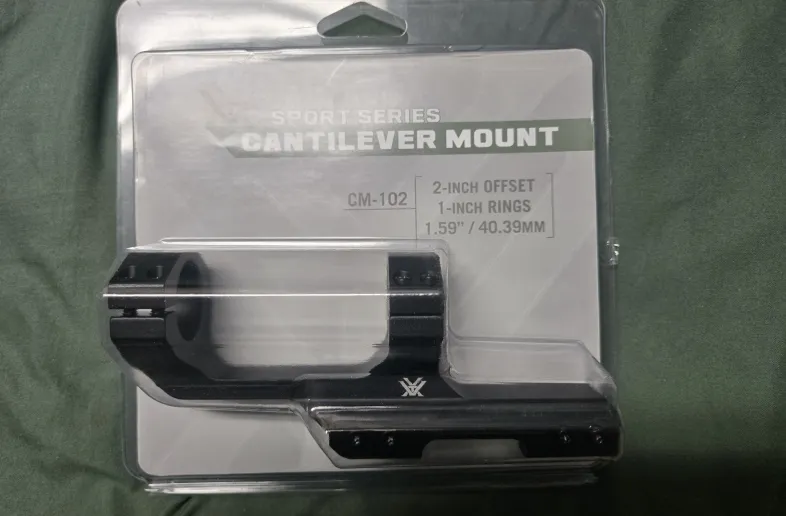 SPORT SERIES
CANTILEVER MOUNT
CM-102
2-INCH OFFSET
1-INCH RINGS
1.59” / 40.39MM